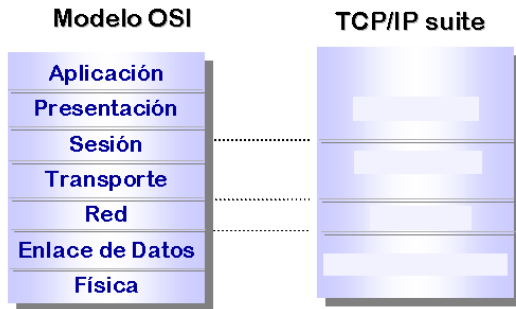 Modelo OSI
TCP/IP suite
Aplicación
Presentación
Sesión
Transporte
Red
Enlace de Datos
Física